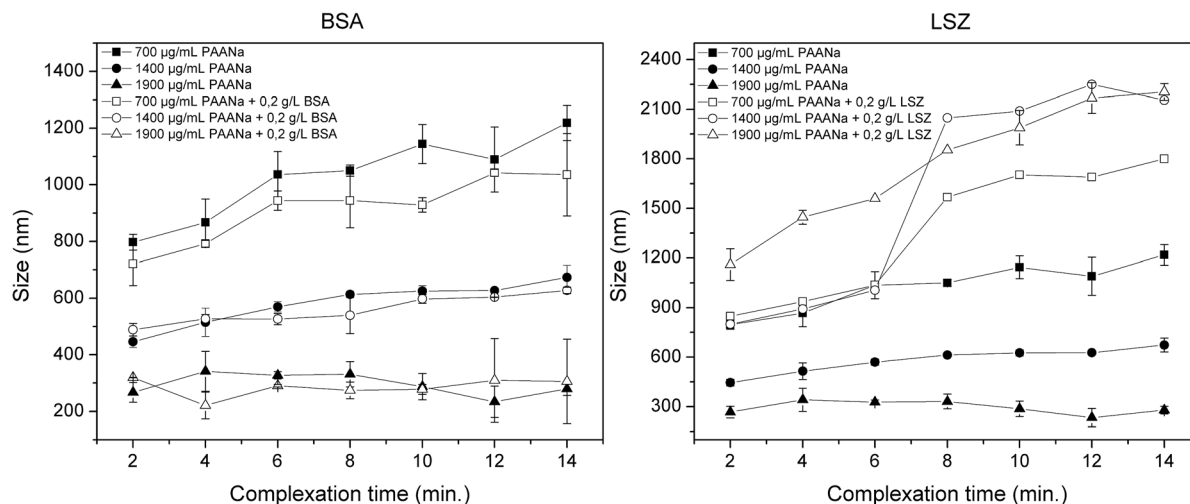 BSA
700 µg/mL PAANa
1400 µg/mL PAANa
1900 µg/mL PAANa
700 µg/mL PAANa + 0,2 g/L BSA
1400 µg/mL PAANa + 0,2 g/L BSA
1900 µg/mL PAANa + 0,2 g/L BSA
1400
1200
1000
800
600
400
200
Size (nm)
2 4 6 8 10 12 14
Complexation time (min.)
LSZ
700 µg/mL PAANa
1400 µg/mL PAANa
1900 µg/mL PAANa
700 µg/mL PAANa + 0,2 g/L LSZ
1400 µg/mL PAANa + 0,2 g/L LSZ
1900 µg/mL PAANa + 0,2 g/L LSZ
2400
2100
1800
1500
1200
900
600
300
Size (nm)
2 4 6 8 10 12 14
Complexation time (min.)